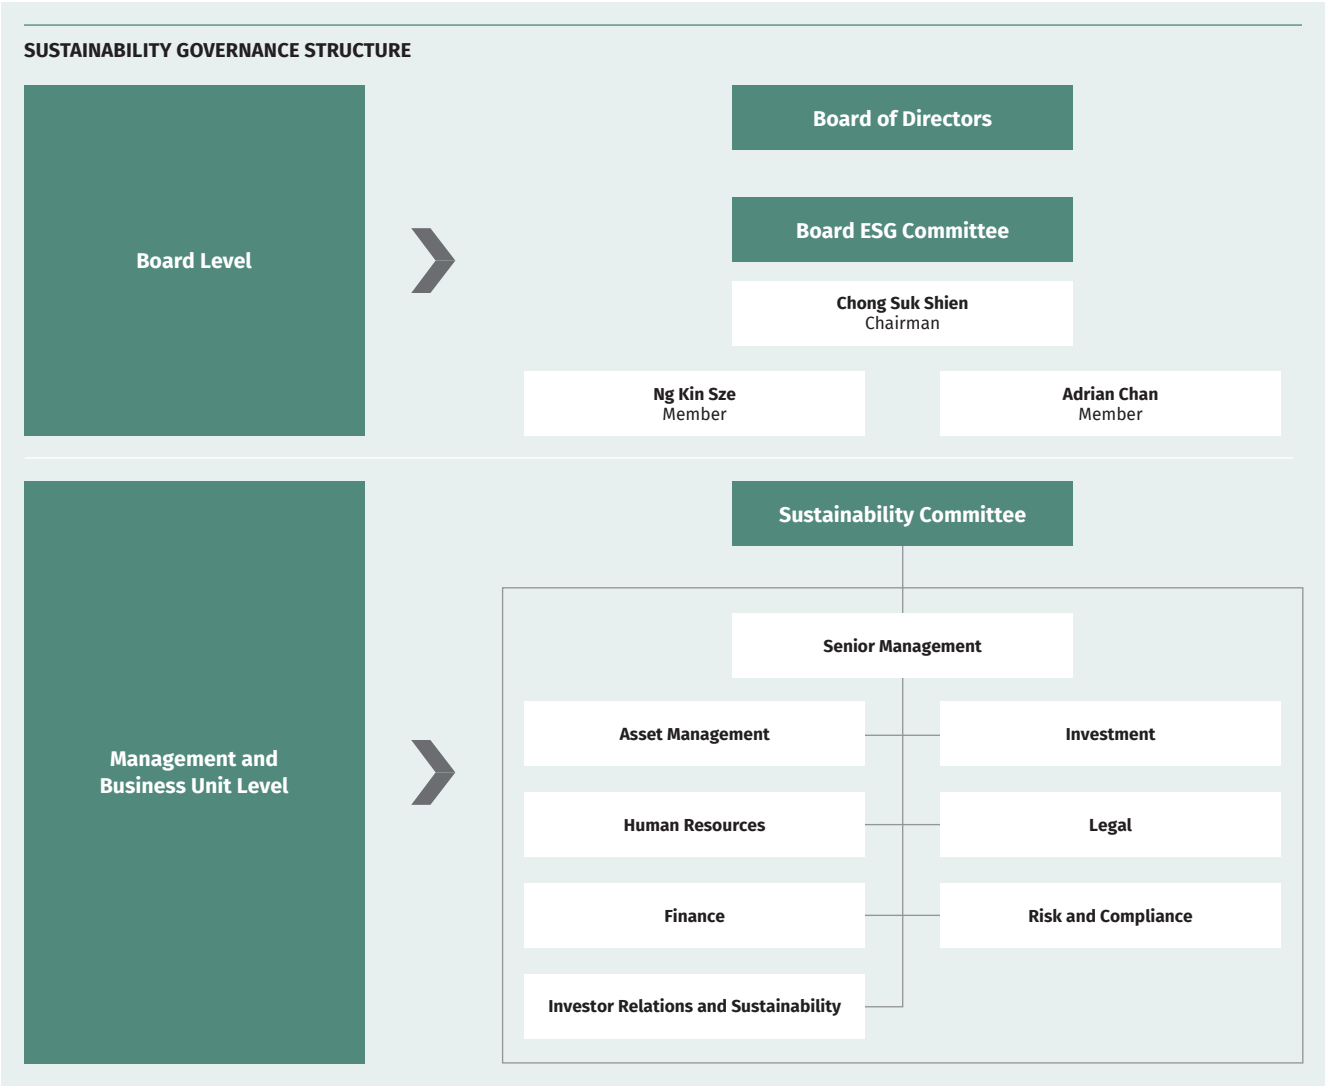 SUSTAINABILITY GOVERNANCE STRUCTURE
Board Level
Board of Directors
Board ESG Committee
Chong Suk Shien
Chairman
Ng Kin Sze
Member
Adrian Chan
Member
Management and
Business Unit Level
Sustainability Committee
Senior Management
Asset Management
Investment
Human Resources
Legal
Finance
Risk and Compliance
Investor Relations and Sustainability